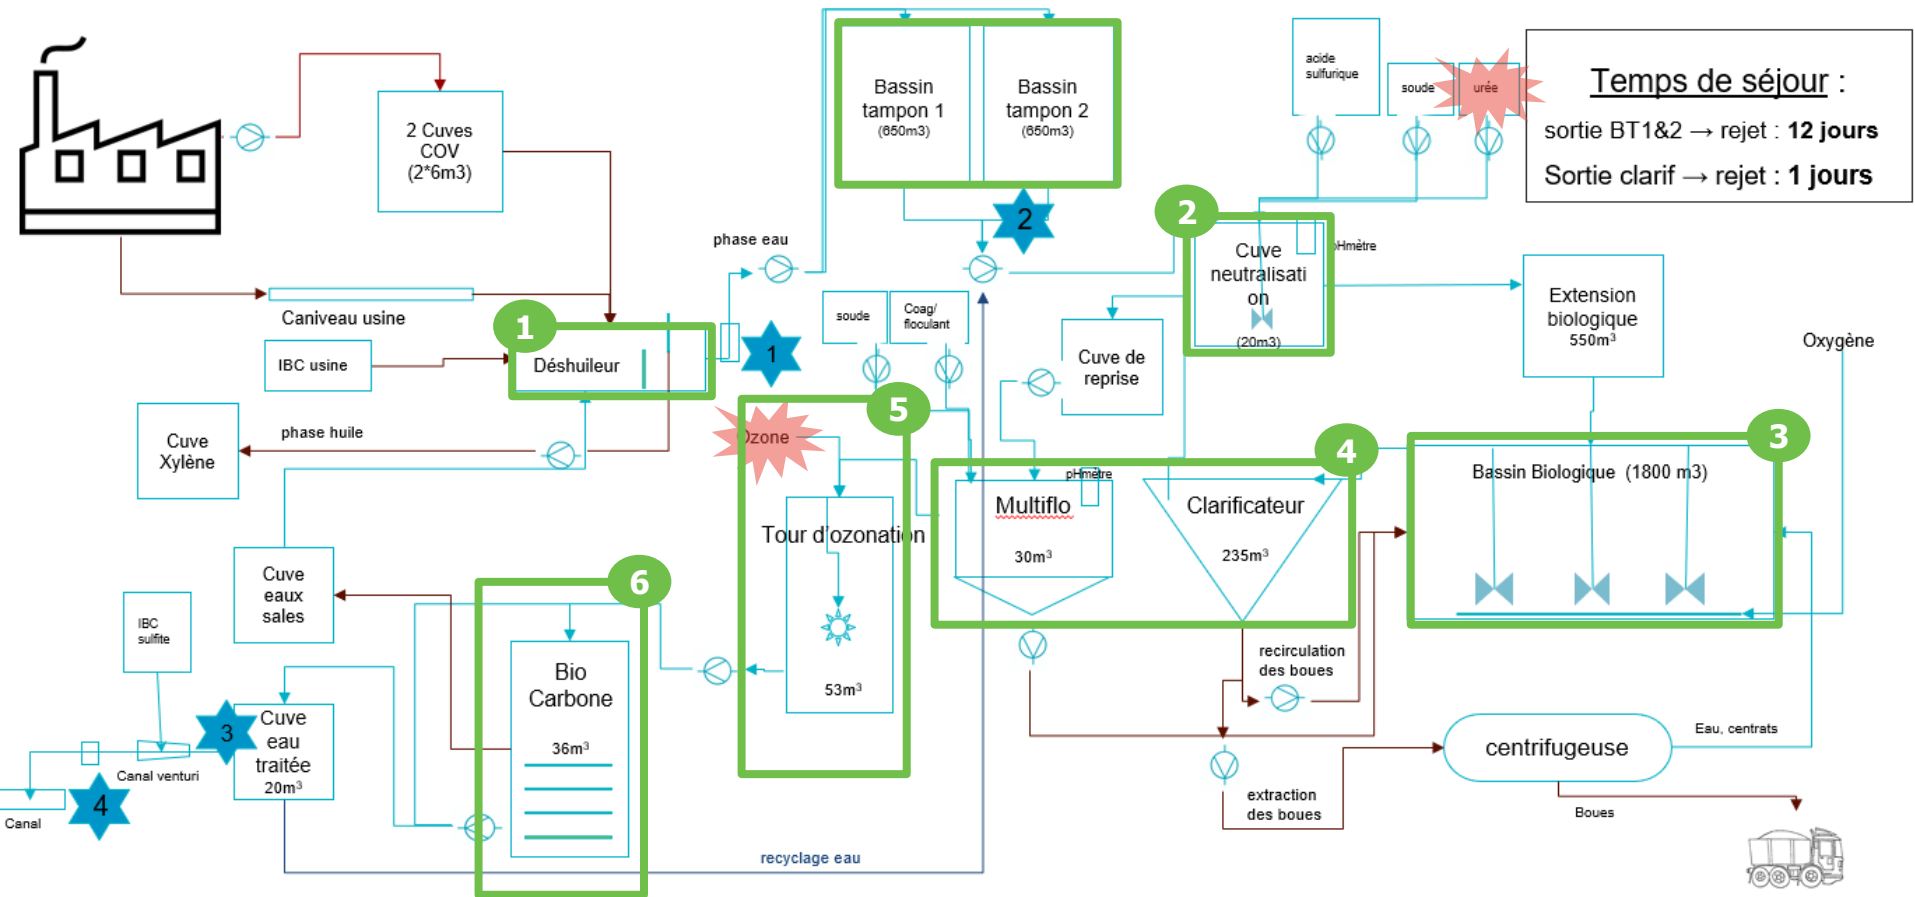 2 Cuves
COV
(2*6m3)
Bassin
tampon 1
(650m3)
Bassin
tampon 2
(650m3)
acide
sulfurique
soude
urée
Temps de séjour :
sortie BT1&2 → rejet : 12 jours
Sortie clarif → rejet : 1 jours
2
2
phase eau
Cuve
neutralisati
on
(20m3)
pHmètre
Extension
biologique
550m³
Oxygène
Caniveau usine
IBC usine
1
Déshuileur
1
soude
Coag/
floculant
Cuve de
reprise
Cuve
Xylène
phase huile
5
Ozone
Tour d'ozonation
53m³
4
pHmètre
Multiflo
30m³
Clarificateur
235m³
3
Bassin Biologique (1800 m3)
Cuve
eaux
sales
6
Bio
Carbone
36m³
IBC
sulfite
3
Cuve
eau
traitée
20m³
Canal venturi
4
Canal
recirculation
des boues
extraction
des boues
centrifugeuse
Eau, centrats
Boues
recyclage eau